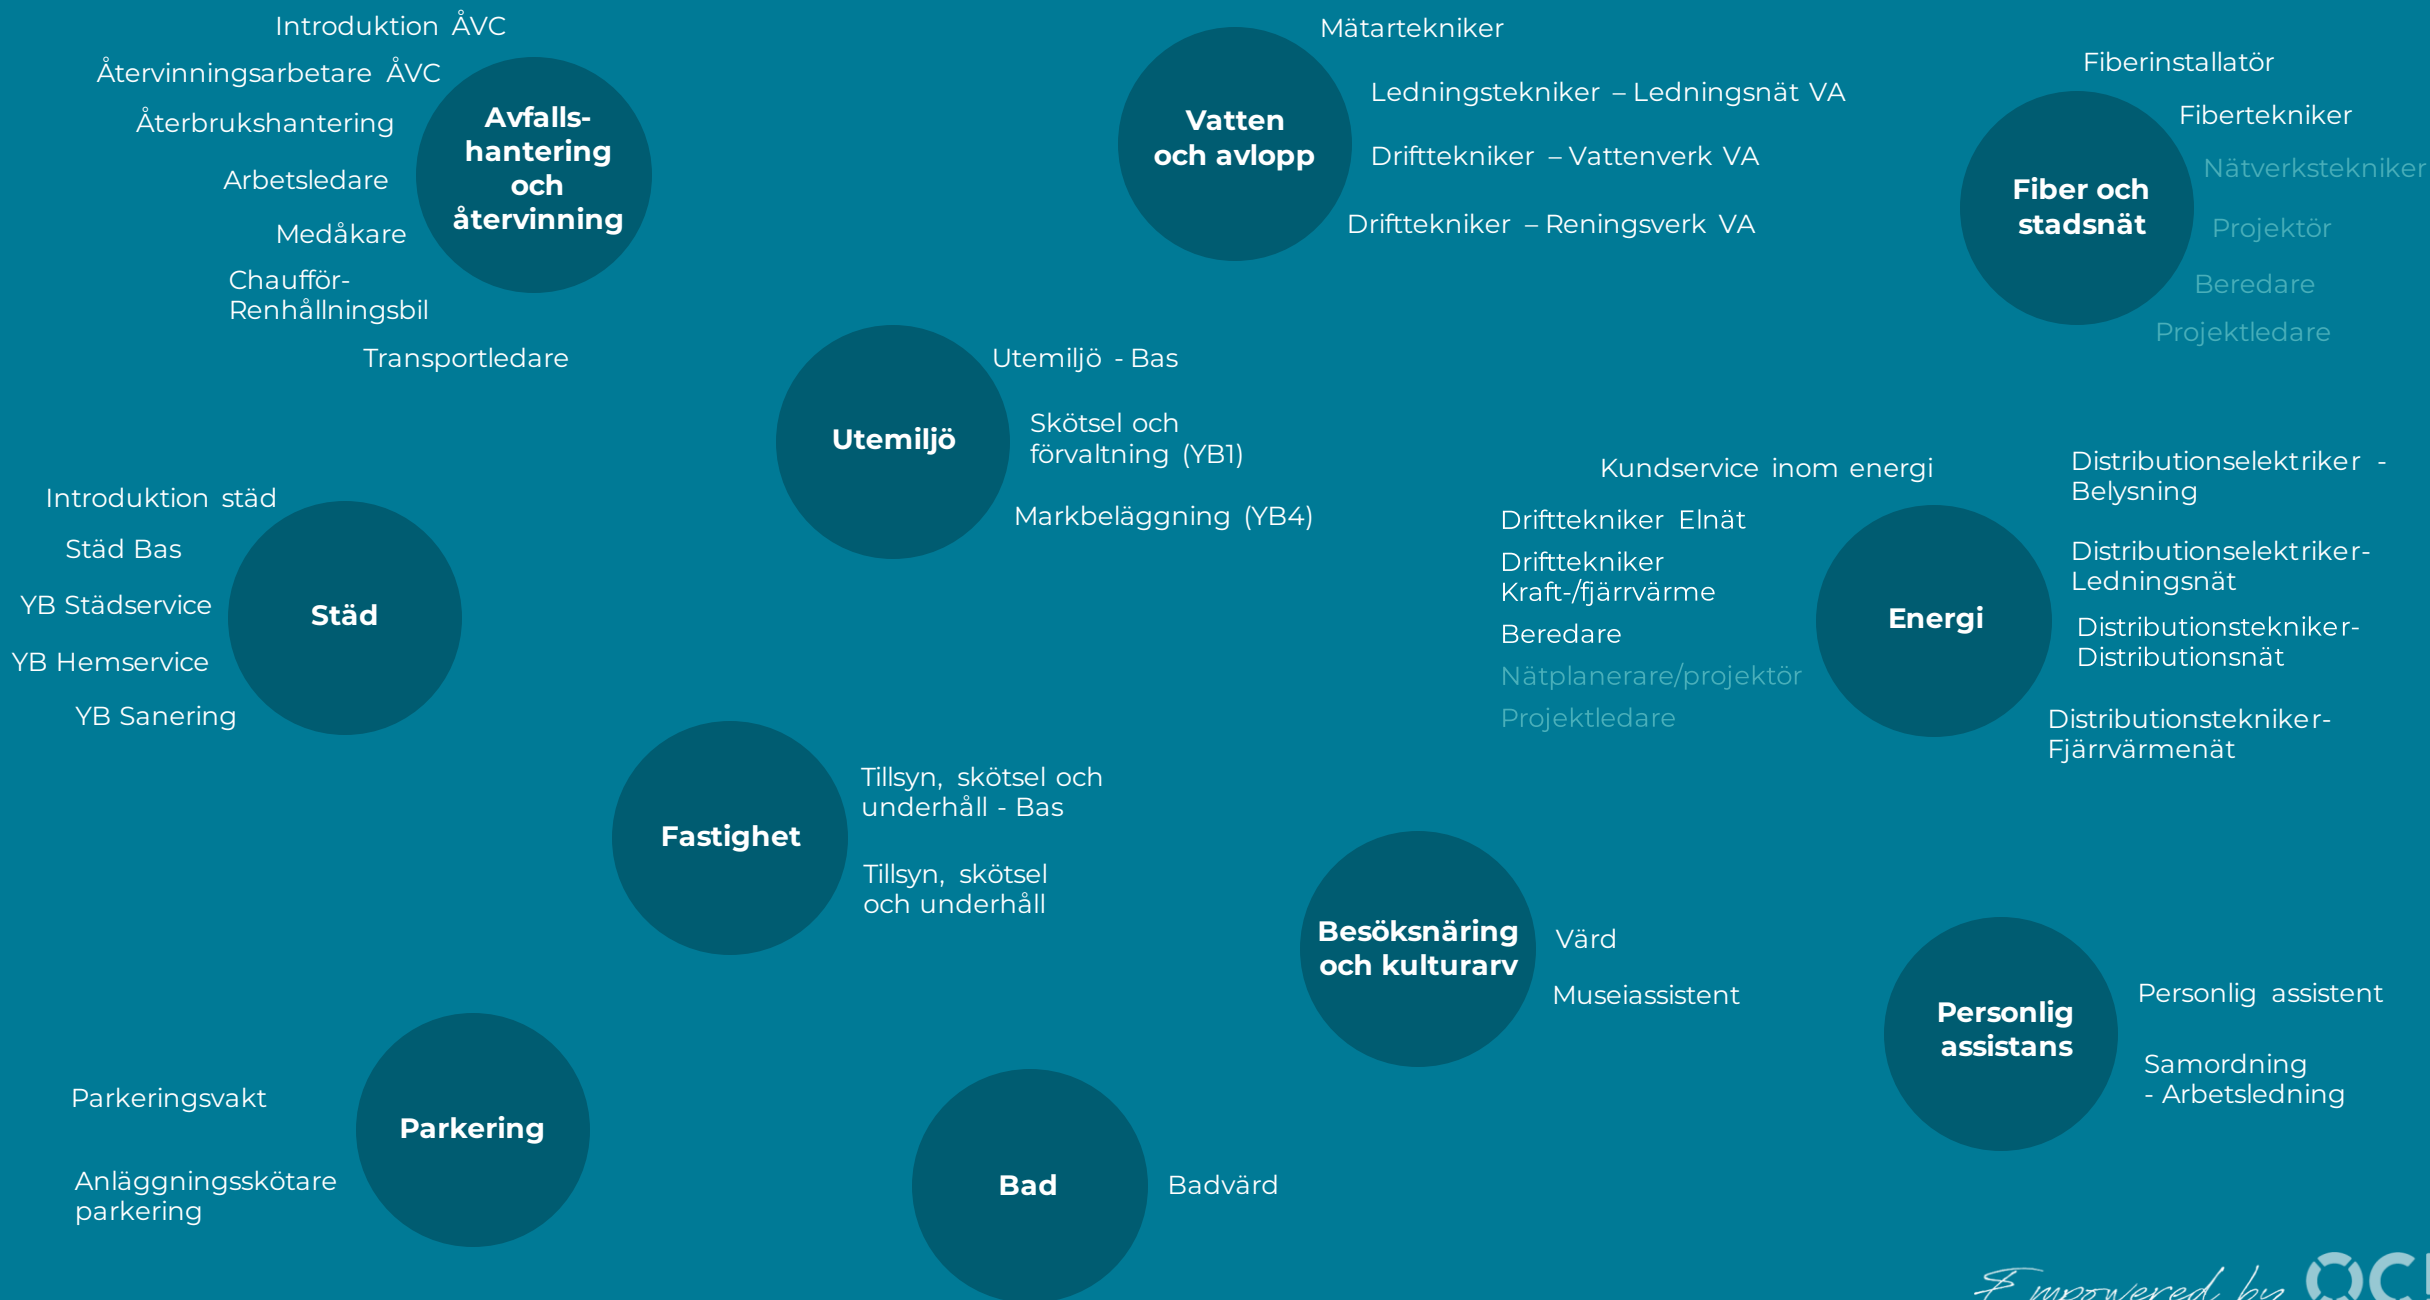 Introduktion ÅVC
Återvinningsarbetare ÅVC
Återbrukshantering
Arbetsledare
Medåkare
Chaufför-
Renhållningsbil
Transportledare
Avfalls-
hantering
och
återvinning
Vatten
och avlopp
Mätartekniker
Ledningstekniker – Ledningsnät VA
Drifttekniker – Vattenverk VA
Drifttekniker – Reningsverk VA
Fiber och
stadsnät
Fiberinstallatör
Fibertekniker
Nätverkstekniker
Projektör
Beredare
Projektledare
Utemiljö
Utemiljö - Bas
Skötsel och
förvaltning (YB1)
Markbeläggning (YB4)
Introduktion städ
Städ Bas
YB Städservice
YB Hemservice
YB Sanering
Städ
Kundservice inom energi
Drifttekniker Elnät
Drifttekniker
Kraft-/fjärrvärme
Beredare
Nätplanerare/projektör
Projektledare
Energi
Distributionselektriker -
Belysning
Distributionselektriker-
Ledningsnät
Distributionstekniker-
Distributionsnät
Distributionstekniker-
Fjärrvärmenät
Fastighet
Tillsyn, skötsel och
underhåll - Bas
Tillsyn, skötsel
och underhåll
Besöksnäring
och kulturarv
Värd
Museiassistent
Personlig
assistans
Personlig assistent
Samordning
- Arbetsledning
Parkeringsvakt
Anläggningsskötare
parkering
Parkering
Bad
Badvärd
Empowered by